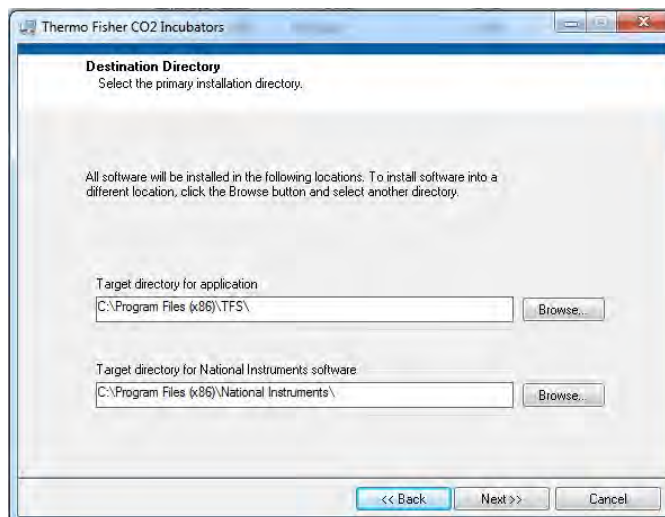 Thermo Fisher CO2 Incubators
Destination Directory
Select the primary installation directory.
All software will be installed in the following locations. To install software into a
different location, click the Browse button and select another directory.
Target directory for application
C:\Program Files (x86)\TFS\
Browse...
Target directory for National Instruments software
C:\Program Files (x86)\National Instruments\
Browse...
<< Back
Next >>
Cancel